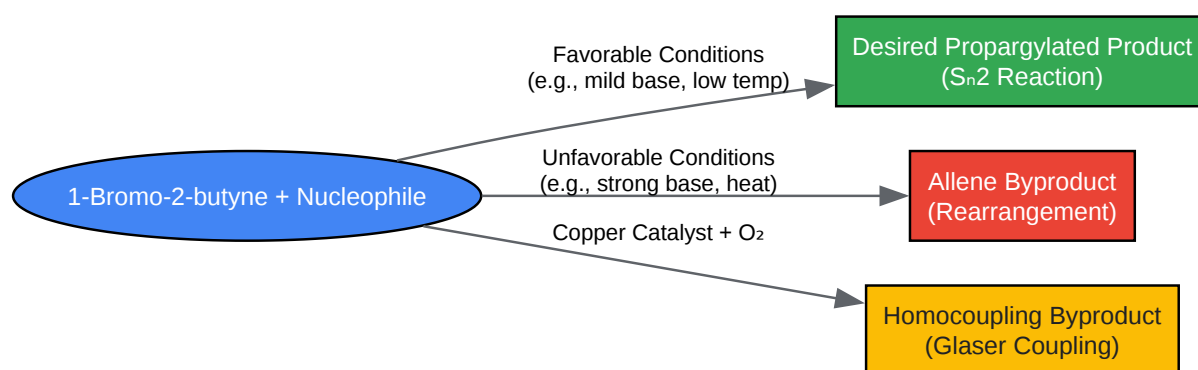 Favorable Conditions
(e.g., mild base, low temp)
Desired Propargylated Product
(Sₙ2 Reaction)
1-Bromo-2-butyne + Nucleophile
Unfavorable Conditions
(e.g., strong base, heat)
Allene Byproduct
(Rearrangement)
Copper Catalyst + O₂
Homocoupling Byproduct
(Glaser Coupling)